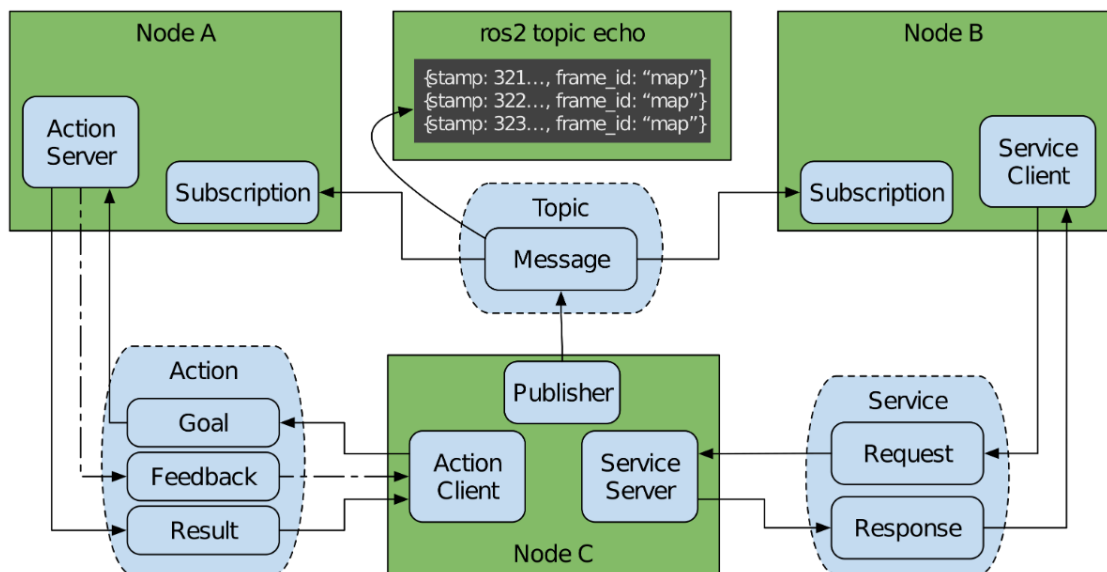 Node A
ros2 topic echo
Node B
{stamp: 321..., frame_id: “map”}
{stamp: 322..., frame_id: “map”}
{stamp: 323..., frame_id: “map”}
Action
Server
Subscription
Subscription
Service
Client
Topic
Message
Action
Goal
Feedback
Result
Publisher
Action
Client
Service
Server
Node C
Service
Request
Response